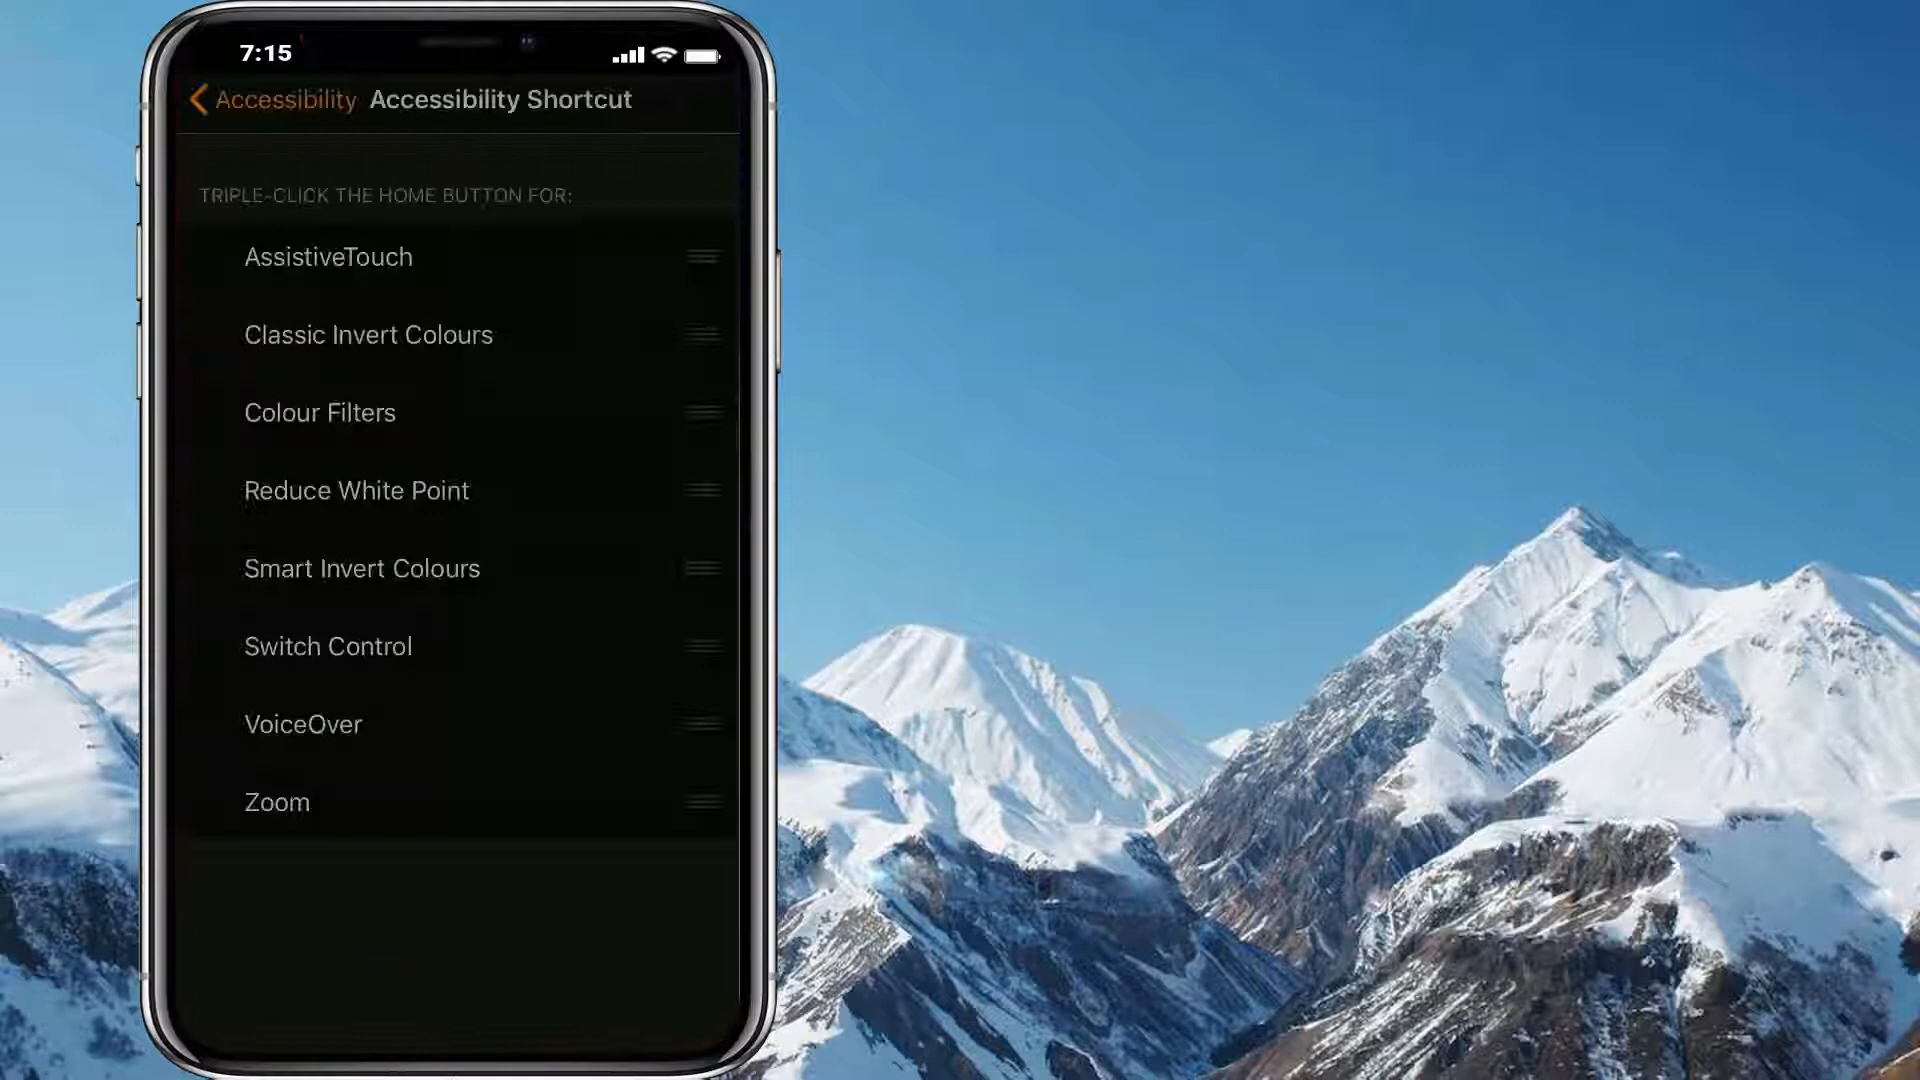 7:15
Accessibility Accessibility Shortcut
TRIPLE-CLICK THE HOME BUTTON FOR:
AssistiveTouch
Classic Invert Colours
Colour Filters
Reduce White Point
Smart Invert Colours
Switch Control
VoiceOver
Zoom